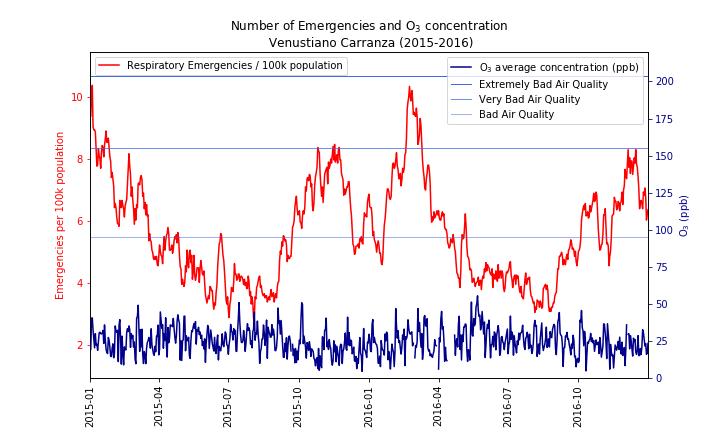 Number of Emergencies and O3 concentration
Venustiano Carranza (2015-2016)
Respiratory Emergencies / 100k population
O3 average concentration (ppb)
Extremely Bad Air Quality
Very Bad Air Quality
Bad Air Quality
Emergencies per 100k population
10
8
6
4
2
O3 (ppb)
200
175
150
125
100
75
50
25
0
2015-01
2015-04
2015-07
2015-10
2016-01
2016-04
2016-07
2016-10